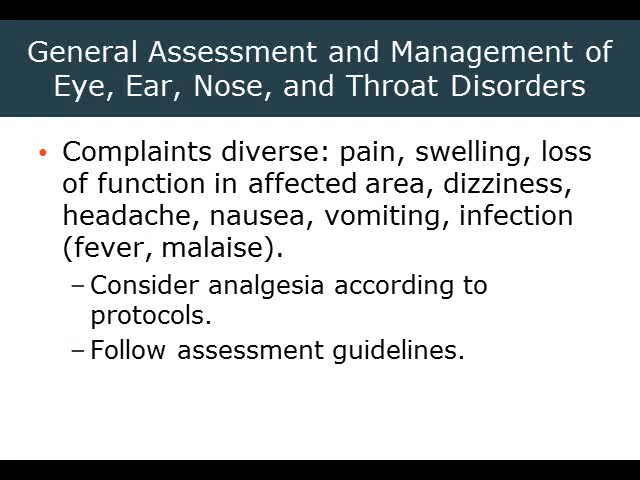 General Assessment and Management of
Eye, Ear, Nose, and Throat Disorders
• Complaints diverse: pain, swelling, loss
of function in affected area, dizziness,
headache, nausea, vomiting, infection
(fever, malaise).
– Consider analgesia according to
protocols.
– Follow assessment guidelines.